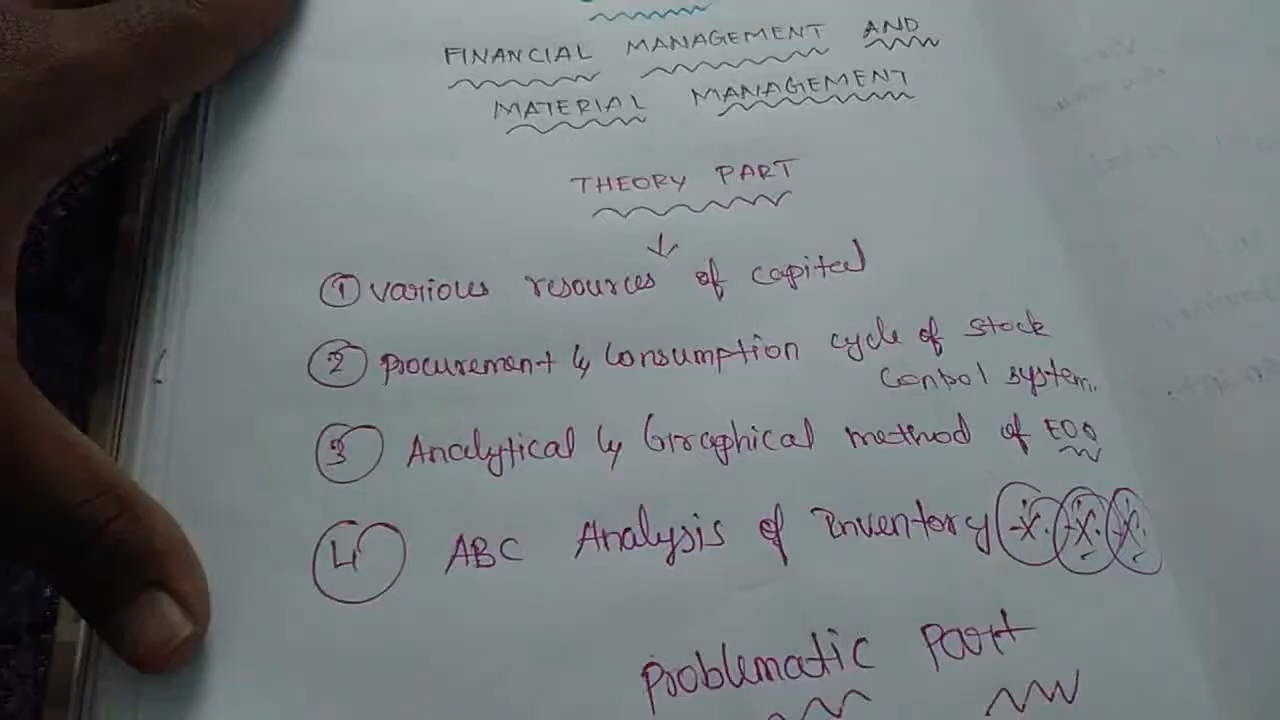 FINANCIAL MANAGEMENT AND
MATERIAL MANAGEMENT
THEORY PART
① various resources of capital
② procurement & consumption cycle of stock
control system..
③ Analytical & Graphical method of EOQ
④ ABC Analysis of Inventory
problematic Part